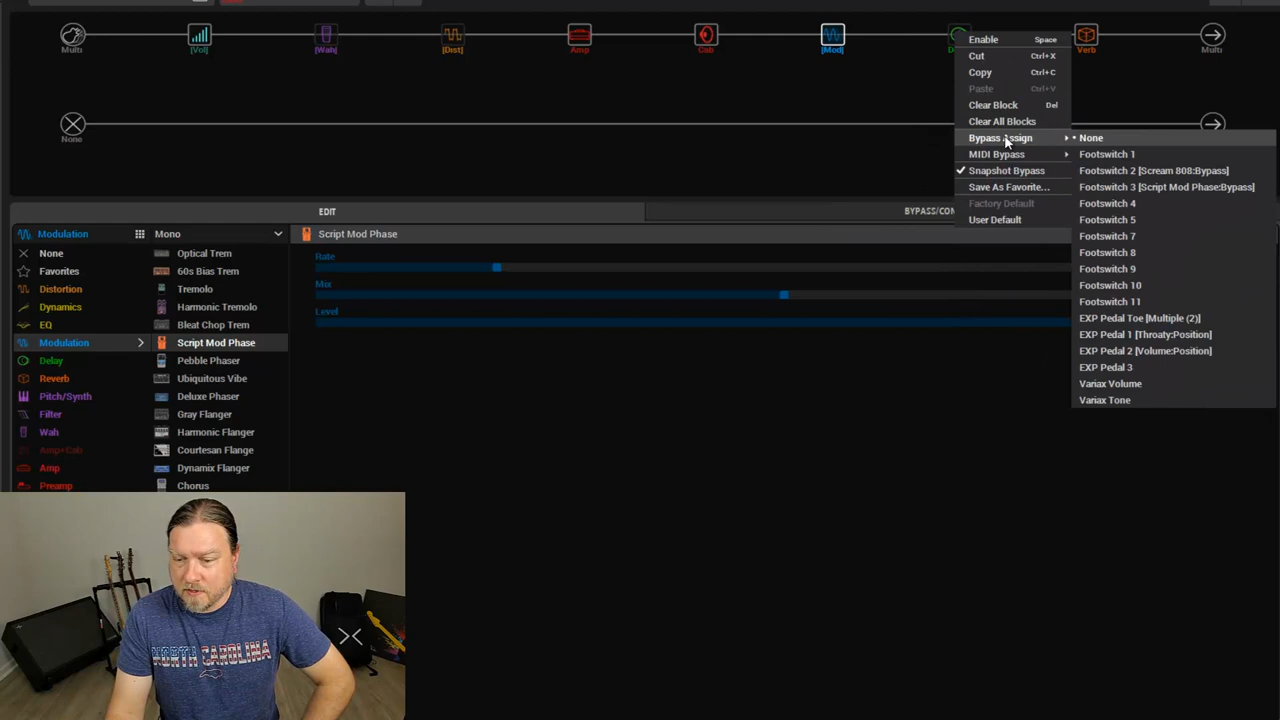 Multi
[Vol]
[Wah]
[Dist]
Amp
Cab
[Mod]
Verb
Multi
None
Enable Space
Cut Ctrl+X
Copy Ctrl+C
Paste Ctrl+V
Clear Block Del
Clear All Blocks
Bypass Assign
MIDI Bypass
Snapshot Bypass
Save As Favorite...
Factory Default
User Default
• None
Footswitch 1
Footswitch 2 [Scream 808:Bypass]
Footswitch 3 [Script Mod Phase:Bypass]
Footswitch 4
Footswitch 5
Footswitch 7
Footswitch 8
Footswitch 9
Footswitch 10
Footswitch 11
EXP Pedal Toe [Multiple (2)]
EXP Pedal 1 [Throaty:Position]
EXP Pedal 2 [Volume:Position]
EXP Pedal 3
Variax Volume
Variax Tone
EDIT
BYPASS/CON
Modulation
None
Favorites
Distortion
Dynamics
EQ
Modulation
Delay
Reverb
Pitch/Synth
Filter
Wah
Amp+Cab
Amp
Preamp
Mono
Optical Trem
60s Bias Trem
Tremolo
Harmonic Tremolo
Bleat Chop Trem
Script Mod Phase
Pebble Phaser
Ubiquitous Vibe
Deluxe Phaser
Gray Flanger
Harmonic Flanger
Courtesan Flange
Dynamix Flanger
Chorus
Script Mod Phase
Rate
Mix
Level
NORTH CAROLINA